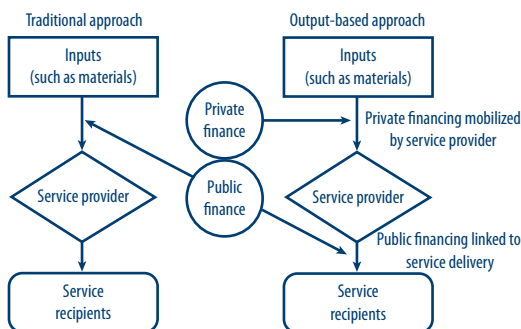 Traditional approach
Output-based approach
Inputs
(such as materials)
Inputs
(such as materials)
Private
finance
Private financing mobilized
by service provider
Service provider
Public
finance
Service provider
Public financing linked to
service delivery
Service
recipients
Service
recipients